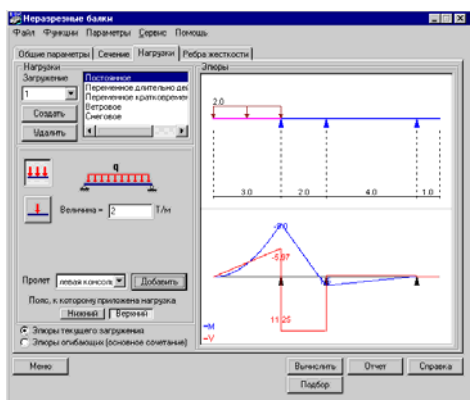 Неразрезные балки
Файл Функции Параметры Сервис Помощь
Общие параметры Сечение Нагрузки Ребра жесткости
Нагрузки
Загружение
1
Создать
Удалить
Постоянное
Переменное длительно дей
Переменное кратковремен
Ветровое
Снеговое
q
Величина = 2 Т/м
Пролет левая консоль Добавить
Пояс, к которому приложена нагрузка
Нижний Верхний
Эпюры текущего загружения
Эпюры огибающих (основное сочетание)
Эпюры
2.0
3.0 2.0 4.0 1.0
-5.97
11.25
=M
=V
Меню Вычислить Отчет Справка
Подбор